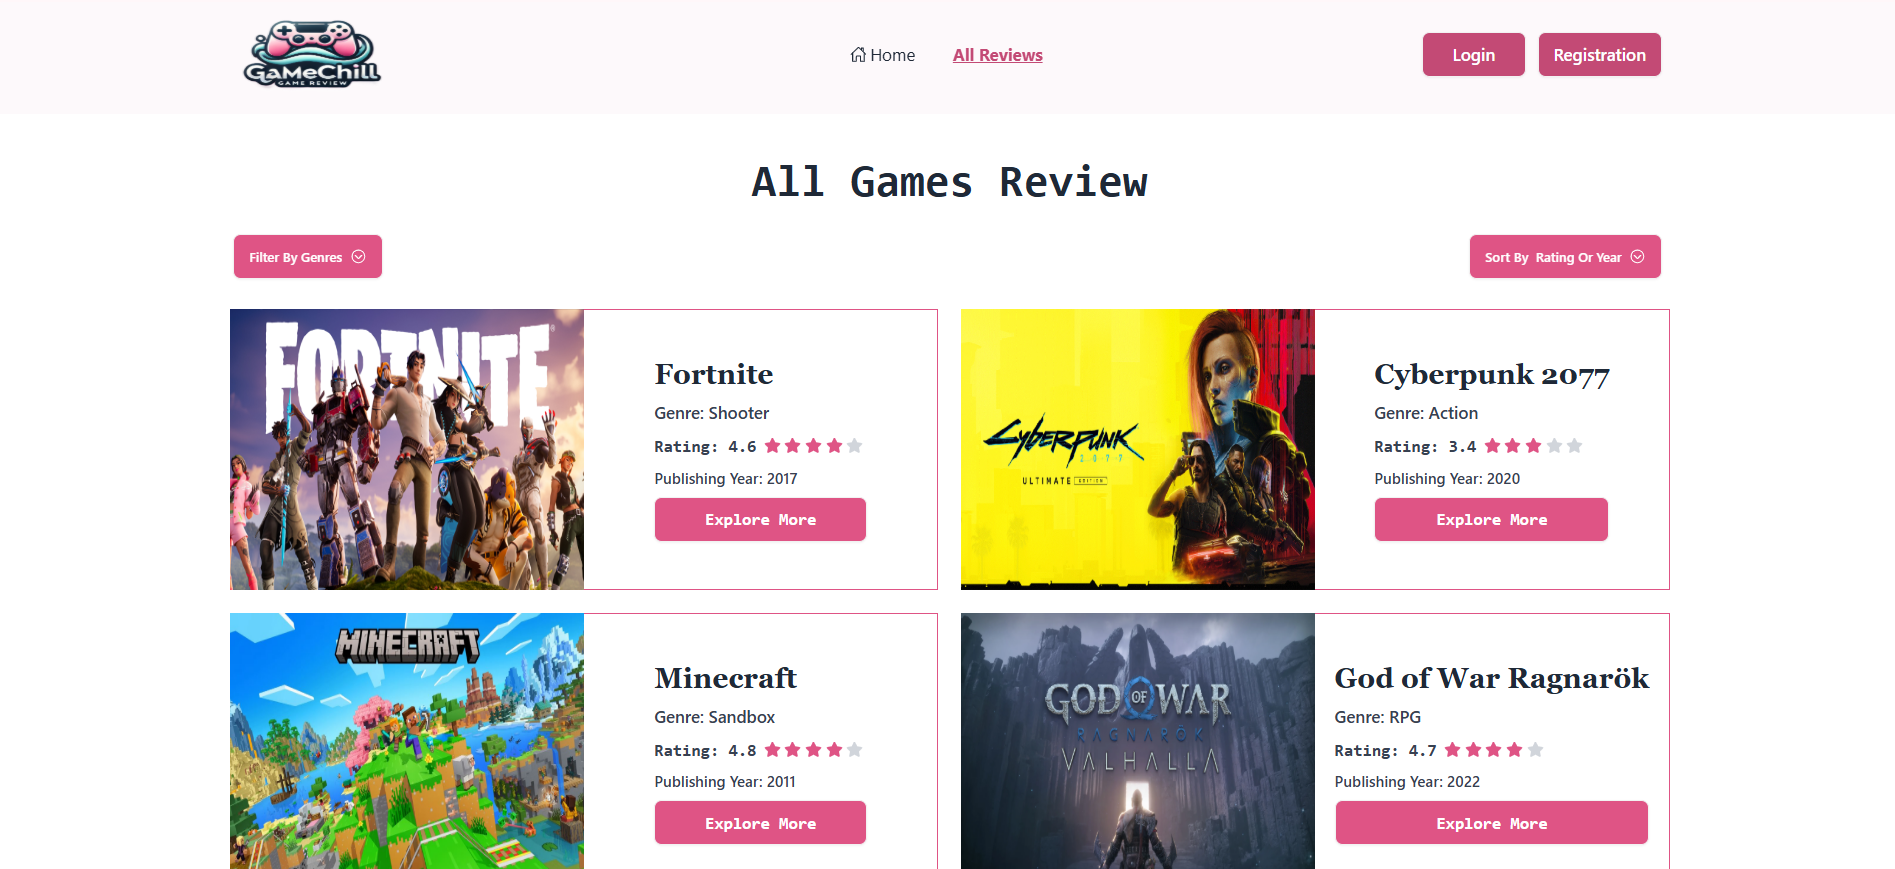 GAMECHILL
GAME REVIEW
Home
All Reviews
Login
Registration
All Games Review
Filter By Genres
Sort By Rating Or Year
FORTNITE
Fortnite
Genre: Shooter
Rating: 4.6
Publishing Year: 2017
Explore More
CYBERPUNK
2077
ULTIMATE EDITION
Cyberpunk 2077
Genre: Action
Rating: 3.4
Publishing Year: 2020
Explore More
MINECRAFT
Minecraft
Genre: Sandbox
Rating: 4.8
Publishing Year: 2011
Explore More
GOD OF WAR
RAGNARÖK
VALHALLA
God of War Ragnarök
Genre: RPG
Rating: 4.7
Publishing Year: 2022
Explore More